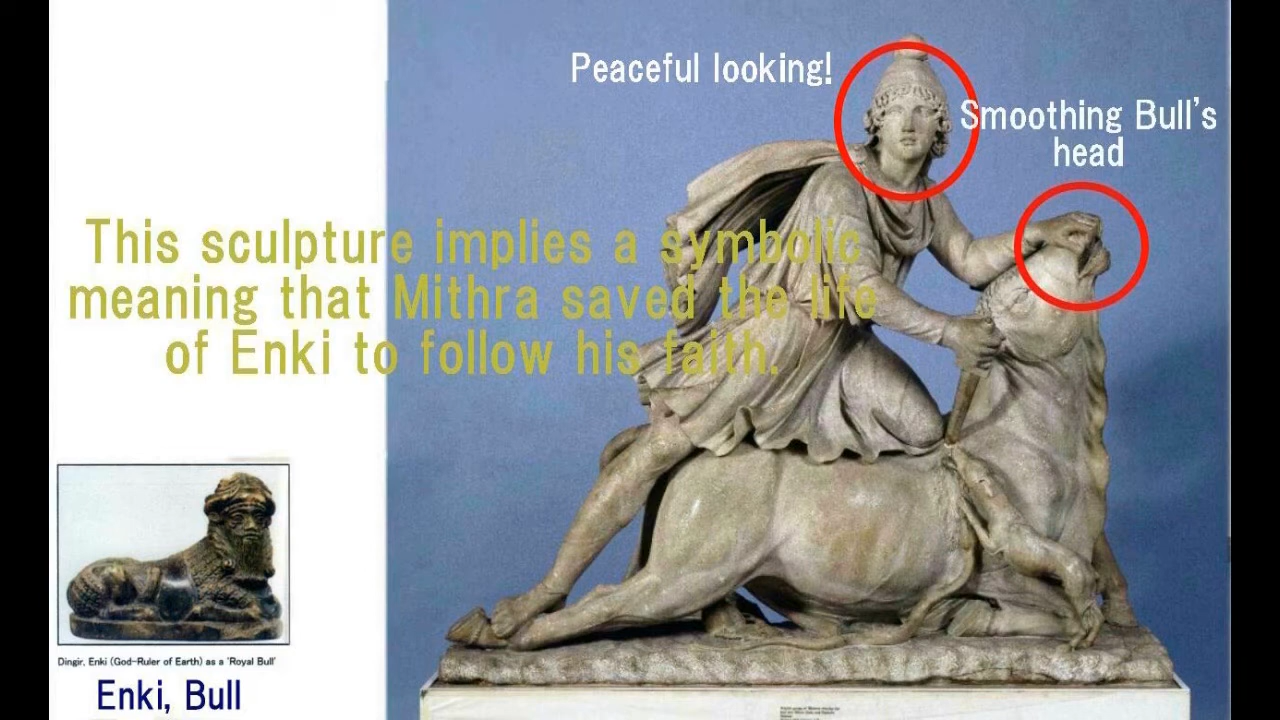 Peaceful looking!
Smoothing Bull's
head
This sculpture implies a symbolic
meaning that Mithra saved the life
of Enki to follow his faith.
Dingir, Enki (God-Ruler of Earth) as a 'Royal Bull'
Enki, Bull